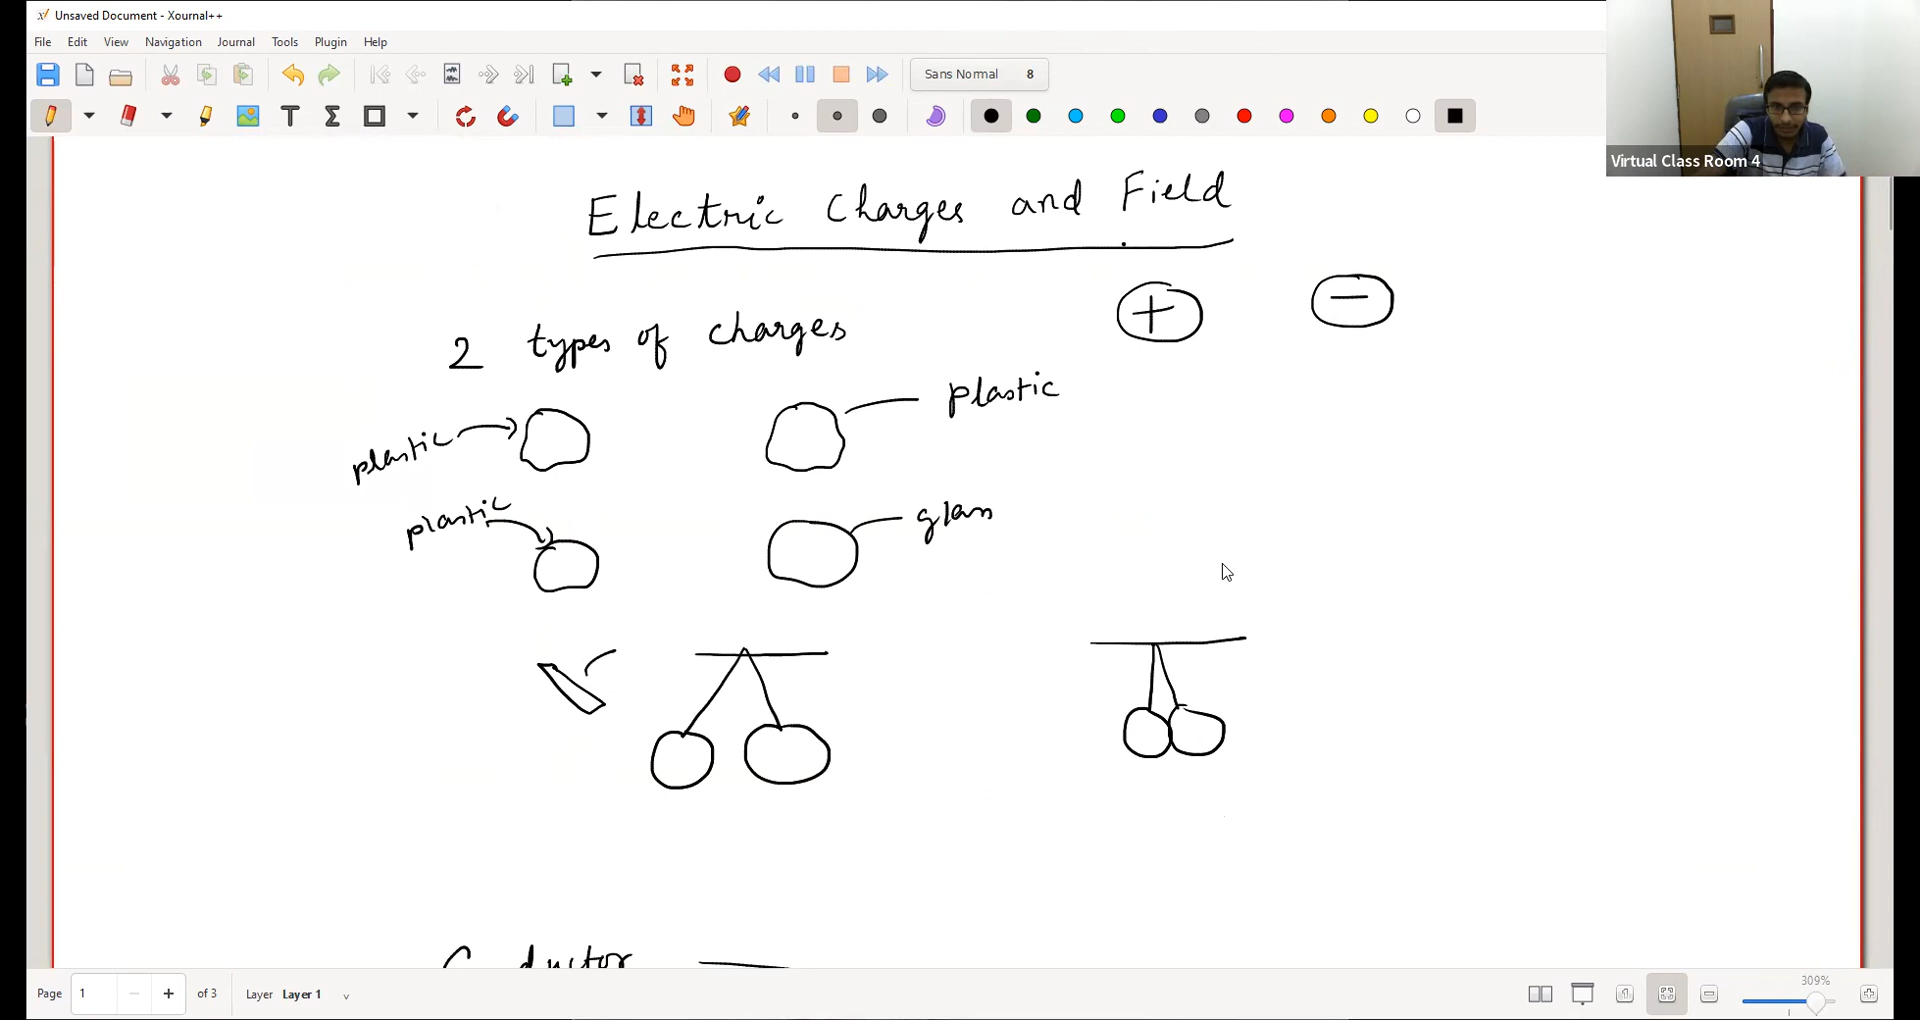 Unsaved Document - Xournal++
File Edit View Navigation Journal Tools Plugin Help
Sans Normal 8
Virtual Class Room 4
Electric Charges and Field
+ −
2 types of charges
plastic
plastic
plastic
glass
Page 1 of 3 Layer Layer 1
309%